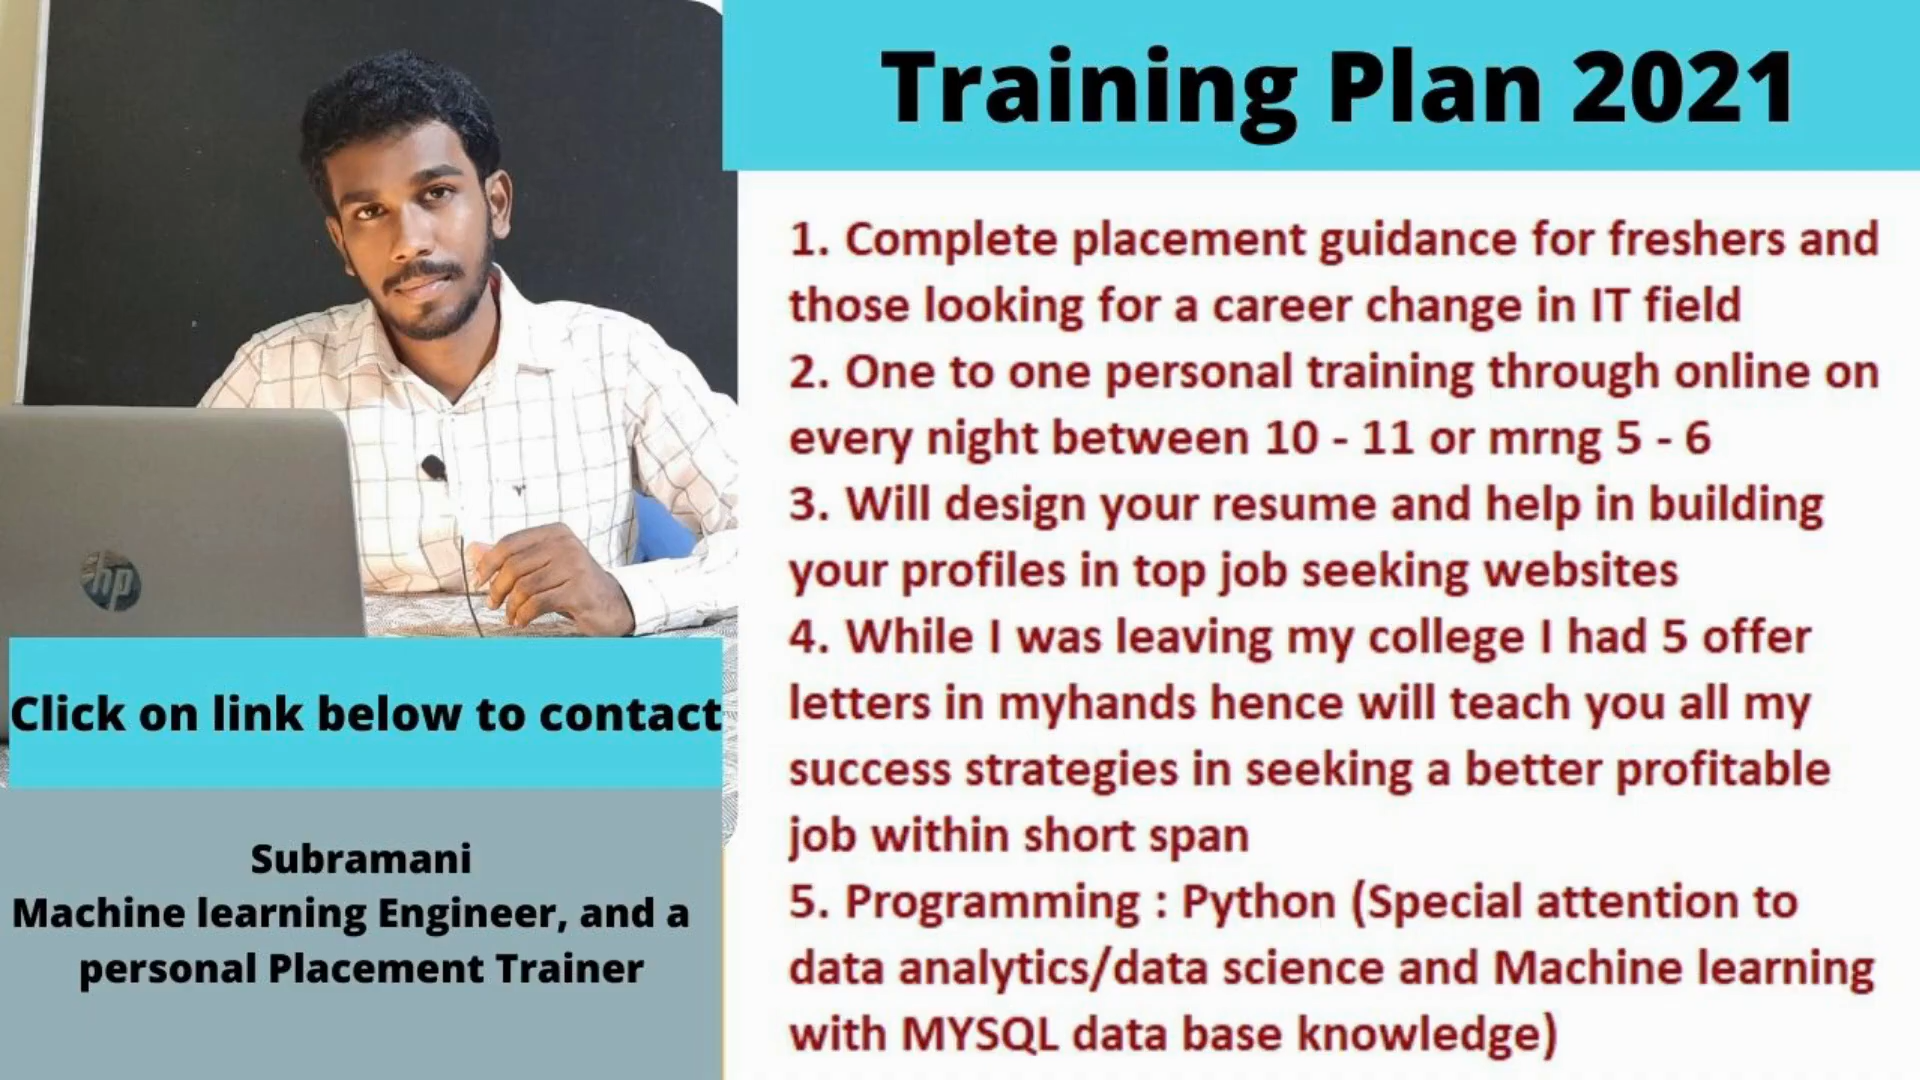 Training Plan 2021
1. Complete placement guidance for freshers and
those looking for a career change in IT field
2. One to one personal training through online on
every night between 10 - 11 or mrng 5 - 6
3. Will design your resume and help in building
your profiles in top job seeking websites
4. While I was leaving my college I had 5 offer
letters in myhands hence will teach you all my
success strategies in seeking a better profitable
job within short span
5. Programming : Python (Special attention to
data analytics/data science and Machine learning
with MYSQL data base knowledge)
hp
Click on link below to contact
Subramani
Machine learning Engineer, and a
personal Placement Trainer